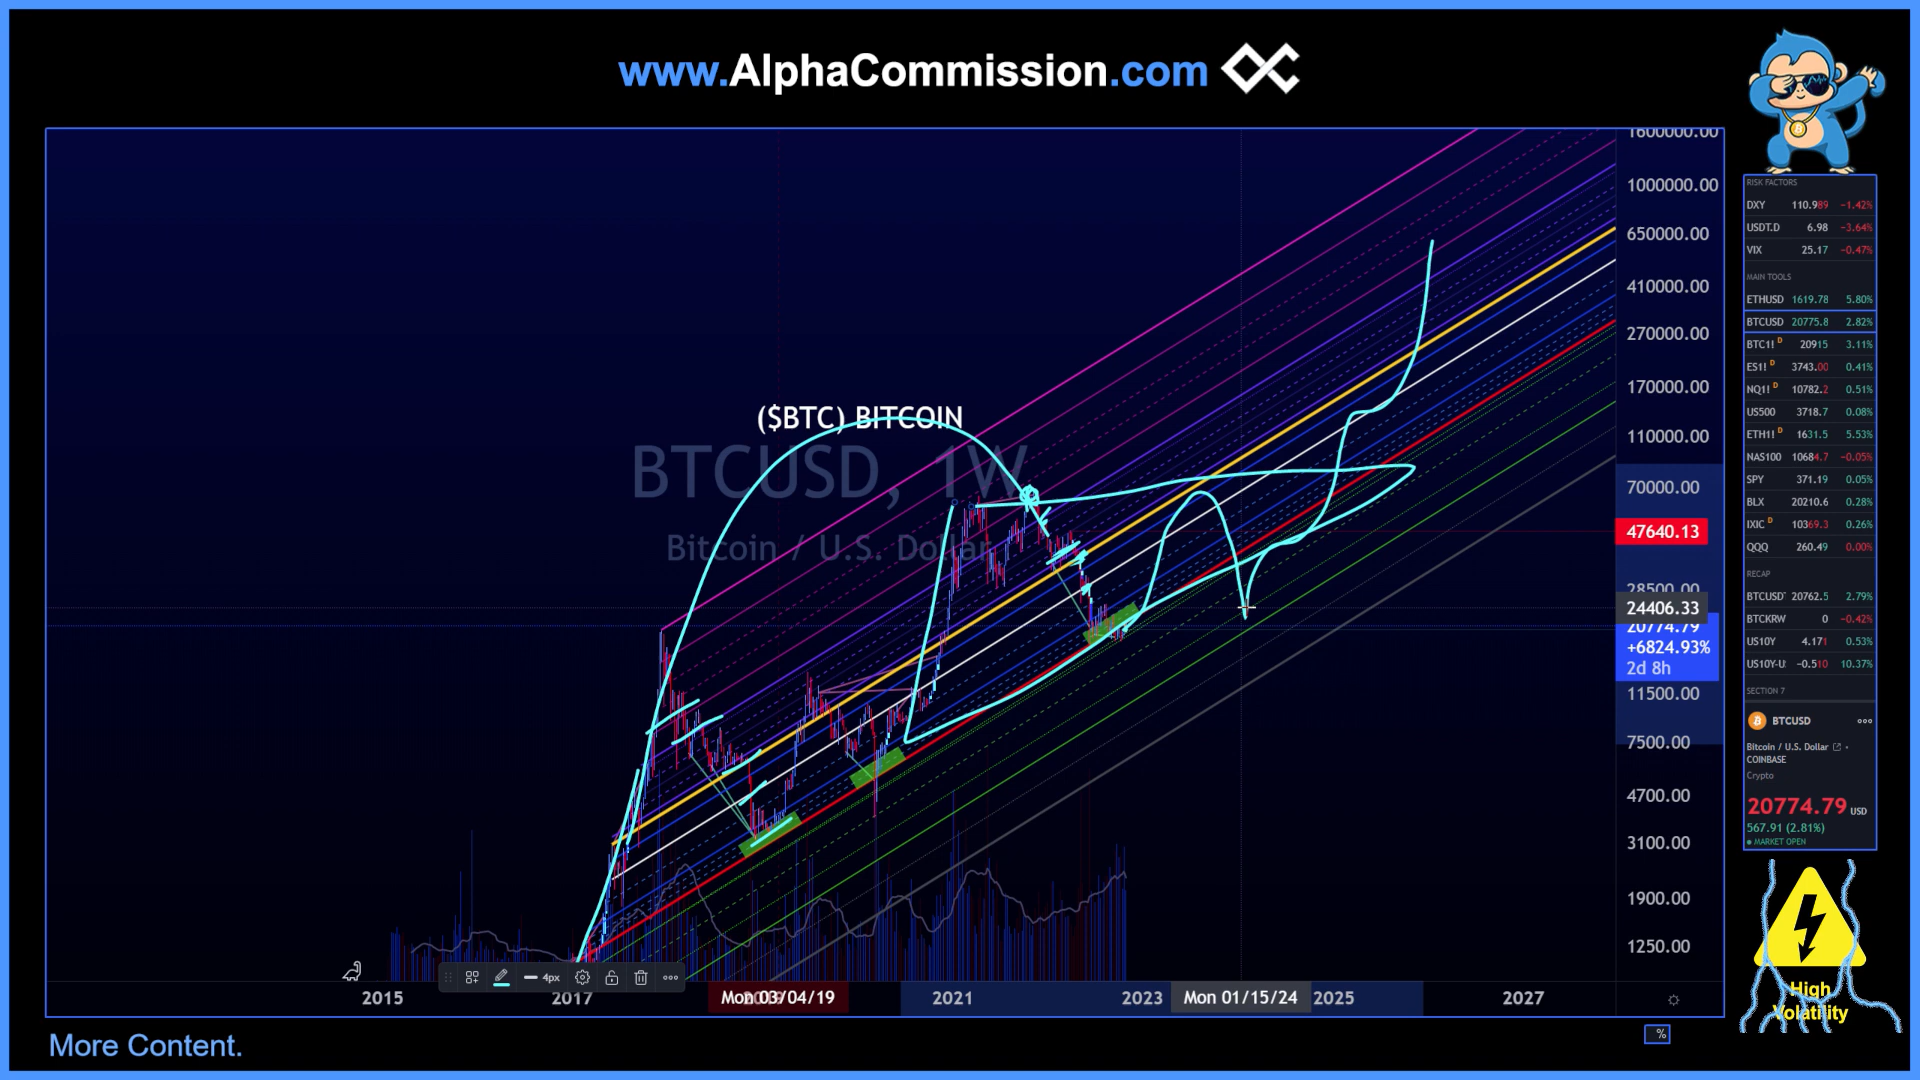 www.AlphaCommission.com
($BTC) BITCOIN
BTCUSD, 1W
Bitcoin / U.S. Dollar
1600000.00
1000000.00
650000.00
410000.00
270000.00
170000.00
110000.00
70000.00
47640.13
28500.00
24406.33
20774.79
+6824.93%
2d 8h
11500.00
7500.00
4700.00
3100.00
1900.00
1250.00
4px
2015
2017
Mon 03/04/19
2021
2023
Mon 01/15/24
2025
2027
%
More Content.
RISK FACTORS
DXY 110.989 −1.42%
USDT.D 6.98 −3.64%
VIX 25.17 −0.47%
MAIN TOOLS
ETHUSD 1619.78 5.80%
BTCUSD 20775.8 2.82%
BTC1! D 20915 3.11%
ES1! D 3743.00 0.41%
NQ1! D 10782.2 0.51%
US500 3718.7 0.08%
ETH1! D 1631.5 5.53%
NAS100 10684.7 −0.05%
SPY 371.19 0.05%
BLX 20210.6 0.28%
IXIC D 10369.3 0.26%
QQQ 260.49 0.00%
RECAP
BTCUSDT 20762.5 2.79%
BTCKRW 0 −0.42%
US10Y 4.171 0.53%
US10Y-U −0.510 10.37%
SECTION 7
BTCUSD
Bitcoin / U.S. Dollar
COINBASE
Crypto
20774.79 USD
567.91 (2.81%)
MARKET OPEN
High
Volatility